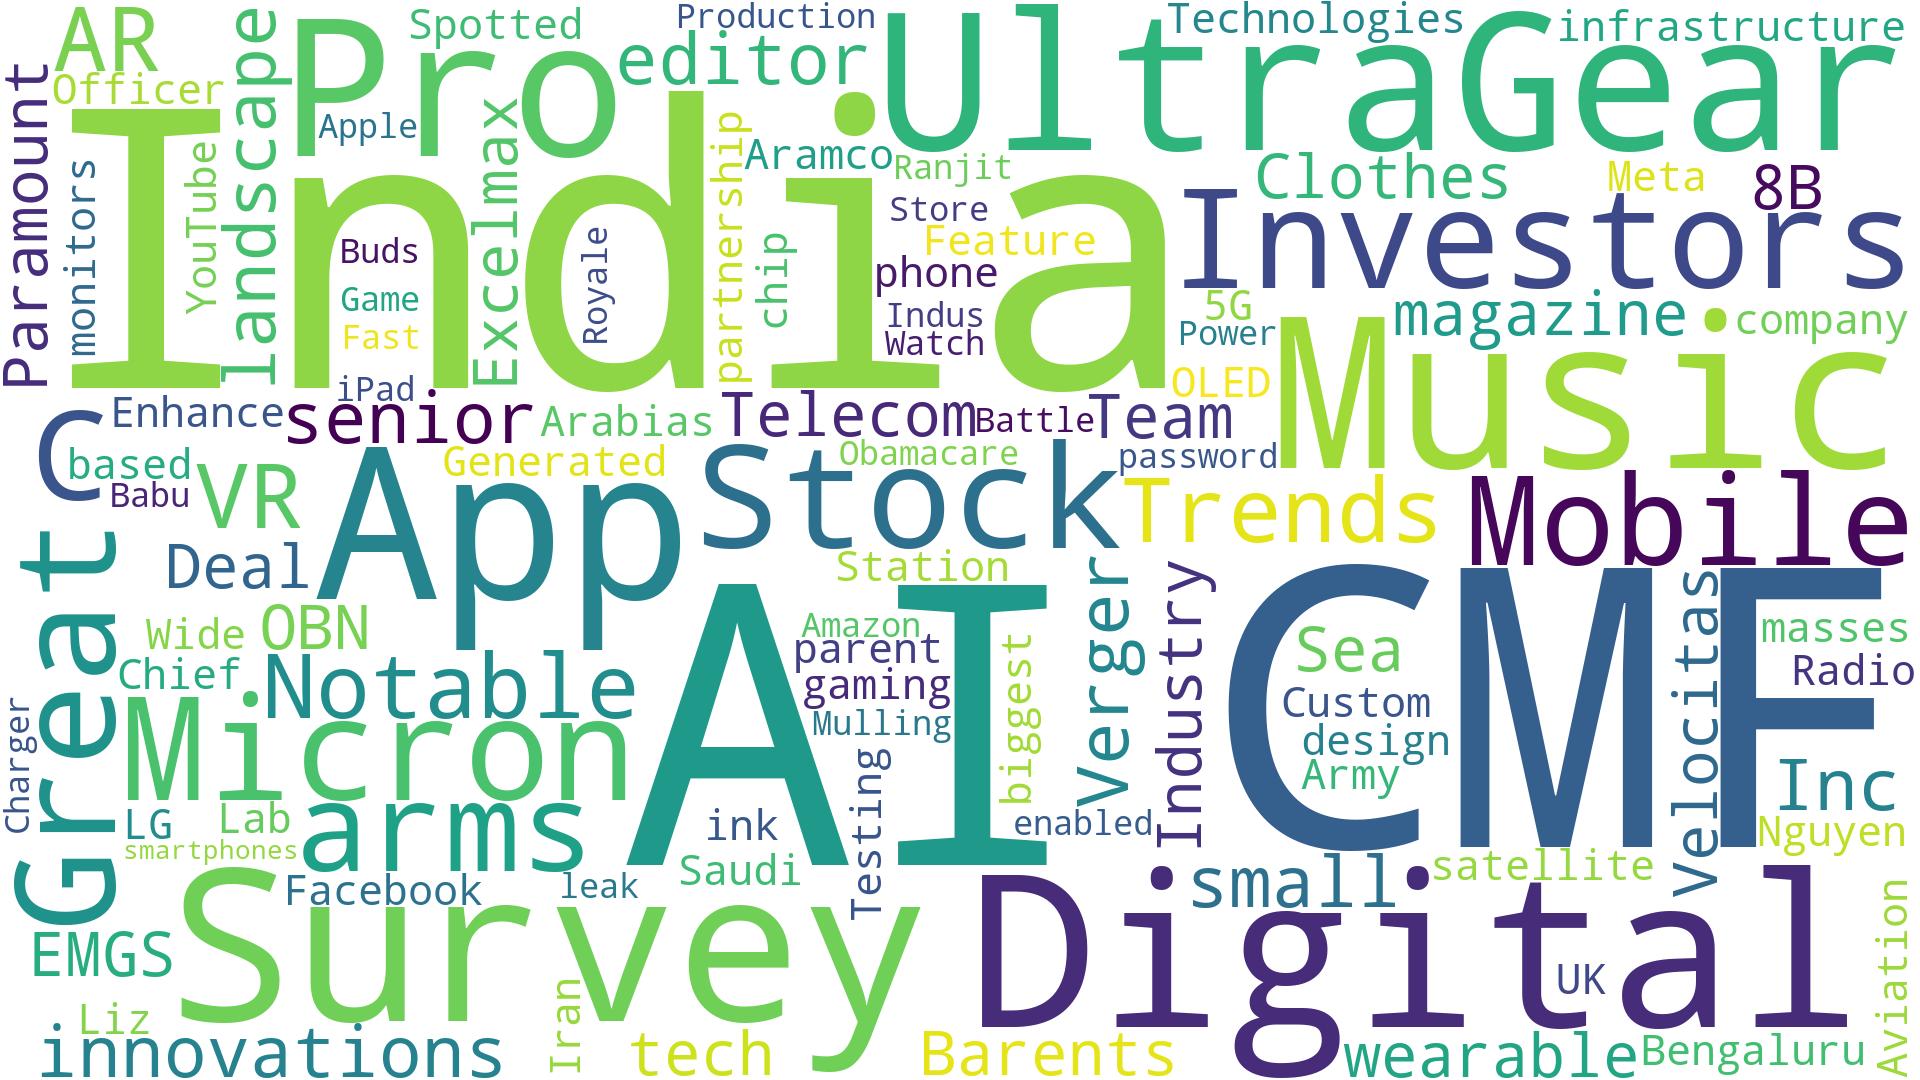 AR
Officer
Paramount
monitors
YouTube
landscape
Pro
Spotted
Production
editor
UltraGear
Technologies
infrastructure
Apple
India
Excelmax
Buds
Game
Fast
Royale
partnership
chip
Aramco
Ranjit
Store
Feature
phone
Indus
Watch
Clothes
Meta
8B
Investors
5G
Power
magazine
company
OLED
Music
iPad
C
Enhance
senior
Arabias
Telecom
Battle
Team
based
Babu
VR
Generated
App
Stock
Obamacare
password
Trends
Mobile
Great
Deal
Station
Verger
Industry
CMF
Velocitas
Wide
OBN
Chief
Notable
AI
Amazon
parent
gaming
Mulling
biggest
Sea
Custom
design
Army
masses
Radio
Charger
Micron
LG
Lab
smartphones
arms
ink
Testing
enabled
Inc
Nguyen
Saudi
Facebook
leak
small
satellite
Survey
Digital
UK
Aviation
EMGS
Liz
innovations
Iran
tech
Barents
wearable
Bengaluru